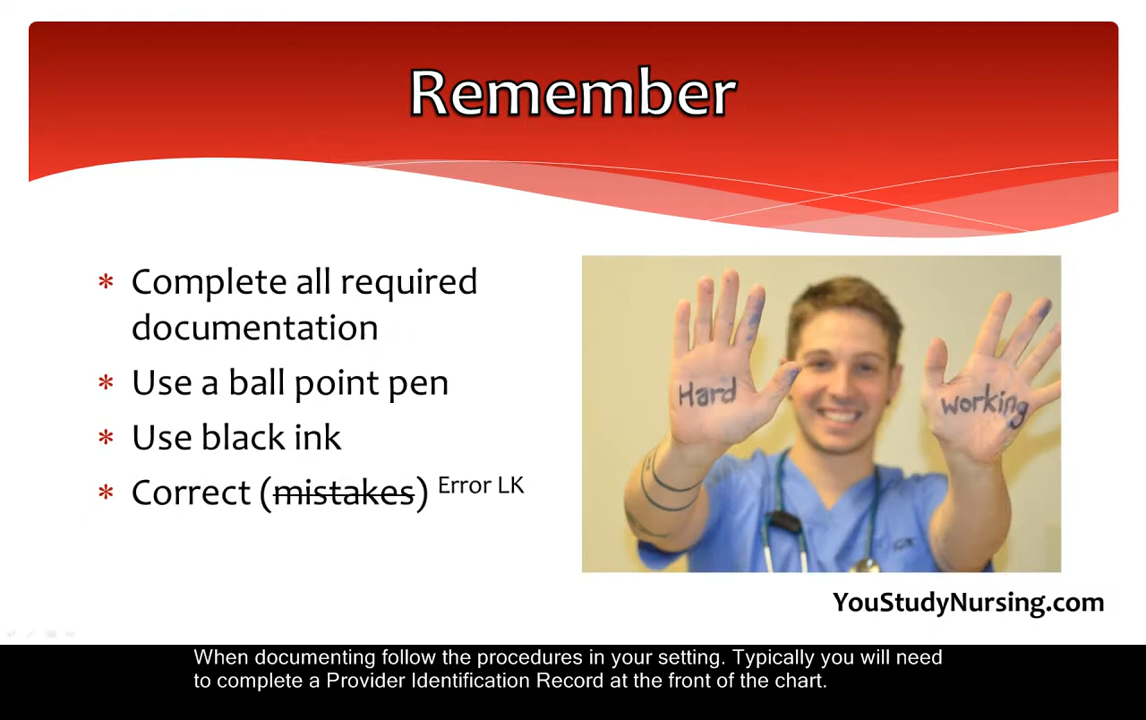 Remember
* Complete all required
documentation
* Use a ball point pen
* Use black ink
* Correct (mistakes) Error LK
Hard
working
YouStudyNursing.com
When documenting follow the procedures in your setting. Typically you will need
to complete a Provider Identification Record at the front of the chart.